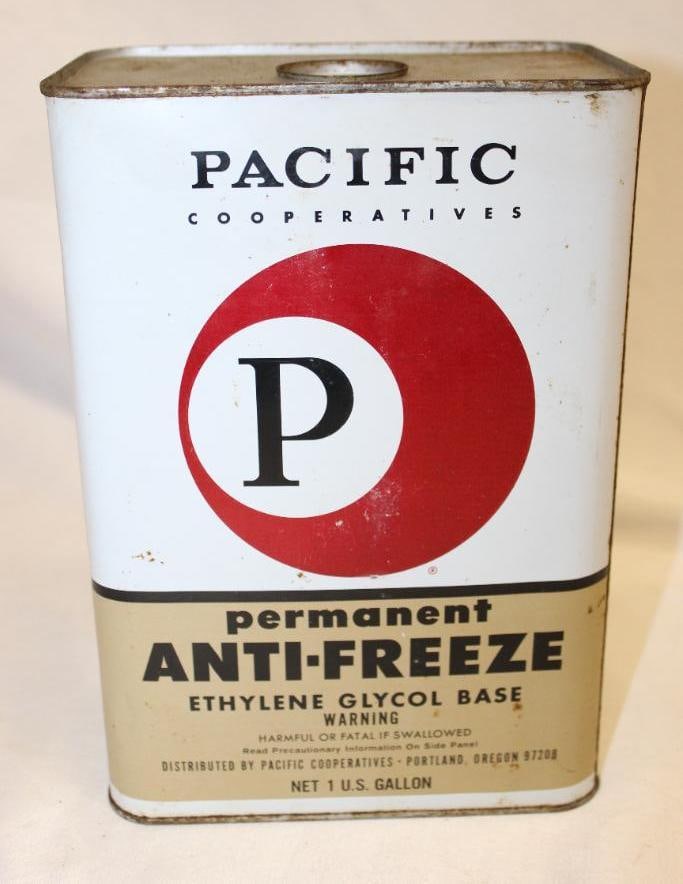 PACIFIC
COOPERATIVES
P
®
permanent
ANTI-FREEZE
ETHYLENE GLYCOL BASE
WARNING
HARMFUL OR FATAL IF SWALLOWED
Read Precautionary Information On Side Panel
DISTRIBUTED BY PACIFIC COOPERATIVES - PORTLAND, OREGON 97208
NET 1 U.S. GALLON